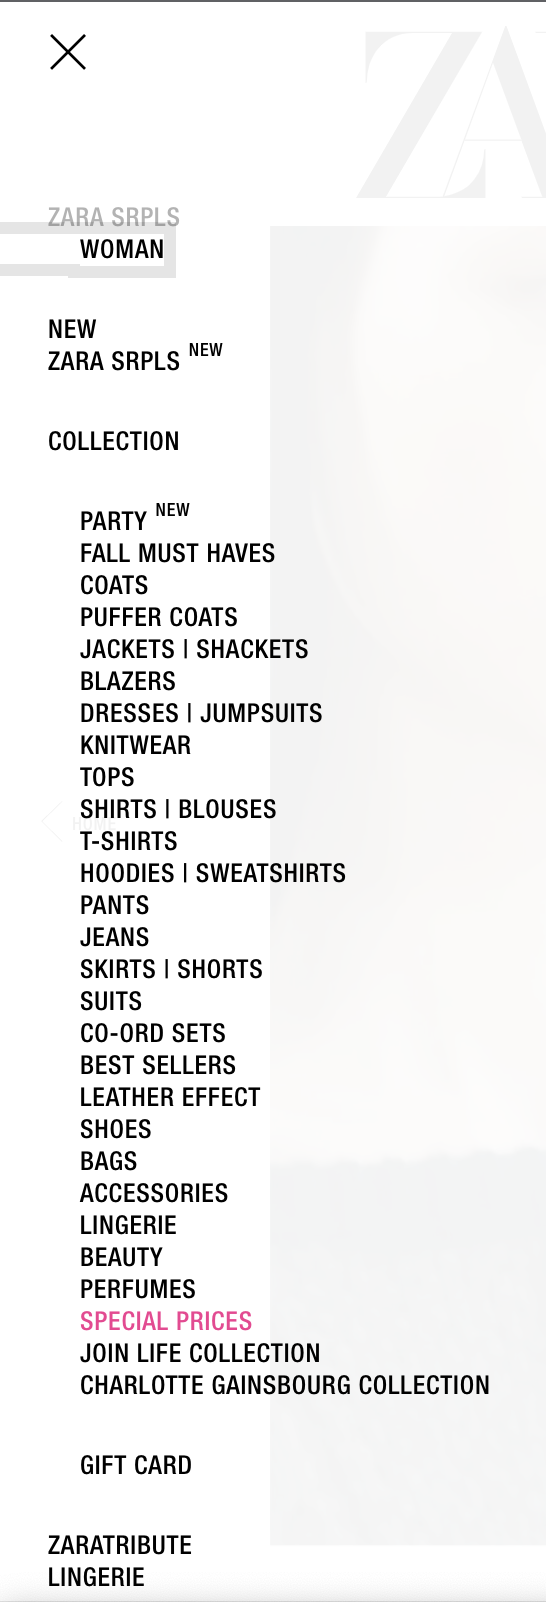 ZA
ZARA SRPLS
WOMAN
NEW
ZARA SRPLS NEW
COLLECTION
PARTY NEW
FALL MUST HAVES
COATS
PUFFER COATS
JACKETS | SHACKETS
BLAZERS
DRESSES | JUMPSUITS
KNITWEAR
TOPS
SHIRTS | BLOUSES
T-SHIRTS
HOODIES | SWEATSHIRTS
PANTS
JEANS
SKIRTS | SHORTS
SUITS
CO-ORD SETS
BEST SELLERS
LEATHER EFFECT
SHOES
BAGS
ACCESSORIES
LINGERIE
BEAUTY
PERFUMES
SPECIAL PRICES
JOIN LIFE COLLECTION
CHARLOTTE GAINSBOURG COLLECTION
GIFT CARD
ZARATRIBUTE
LINGERIE